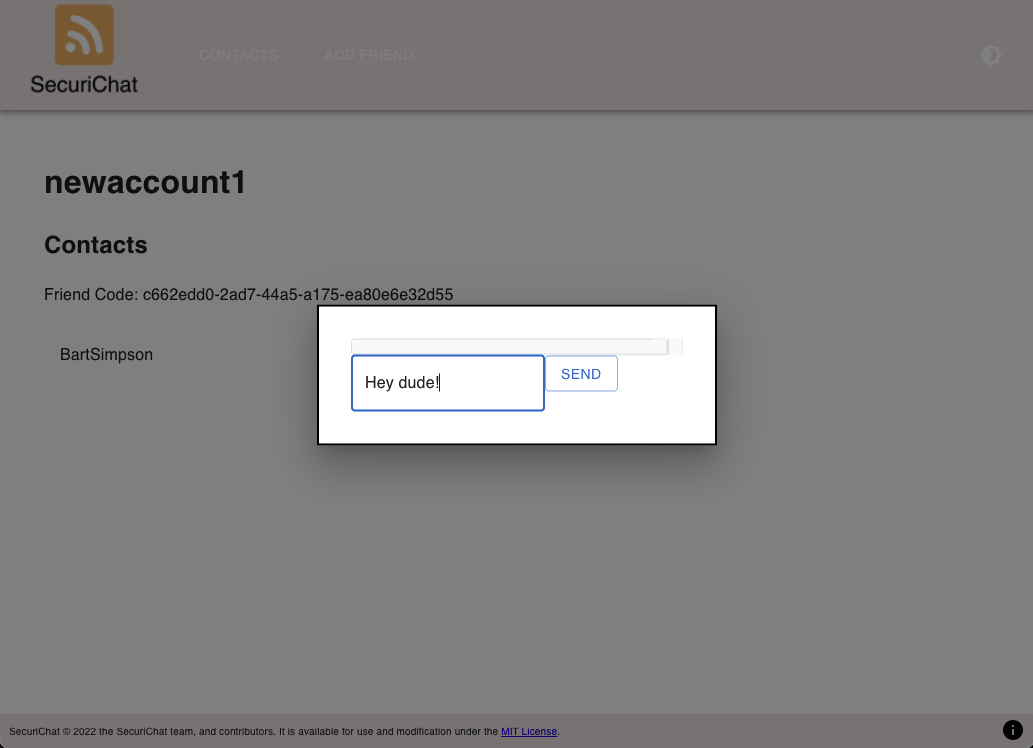 SecuriChat
CONTACTS
ADD FRIEND
newaccount1
Contacts
Friend Code: c662edd0-2ad7-44a5-a175-ea80e6e32d55
BartSimpson
Hey dude!
SEND
SecuriChat © 2022 the SecuriChat team, and contributors. It is available for use and modification under the MIT License.